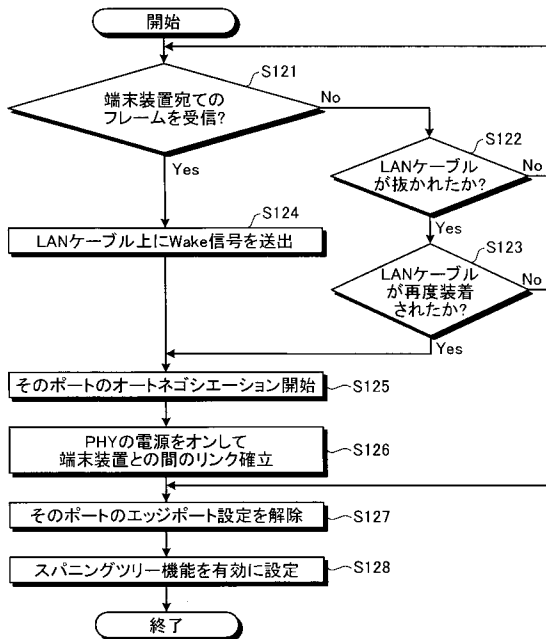 開始
S121
端末装置宛ての
フレームを受信?
No
Yes
S122
LANケーブル
が抜かれたか?
No
Yes
S124
LANケーブル上にWake信号を送出
S123
LANケーブル
が再度装着
されたか?
No
Yes
そのポートのオートネゴシエーション開始
S125
PHYの電源をオンして
端末装置との間のリンク確立
S126
そのポートのエッジポート設定を解除
S127
スパニングツリー機能を有効に設定
S128
終了